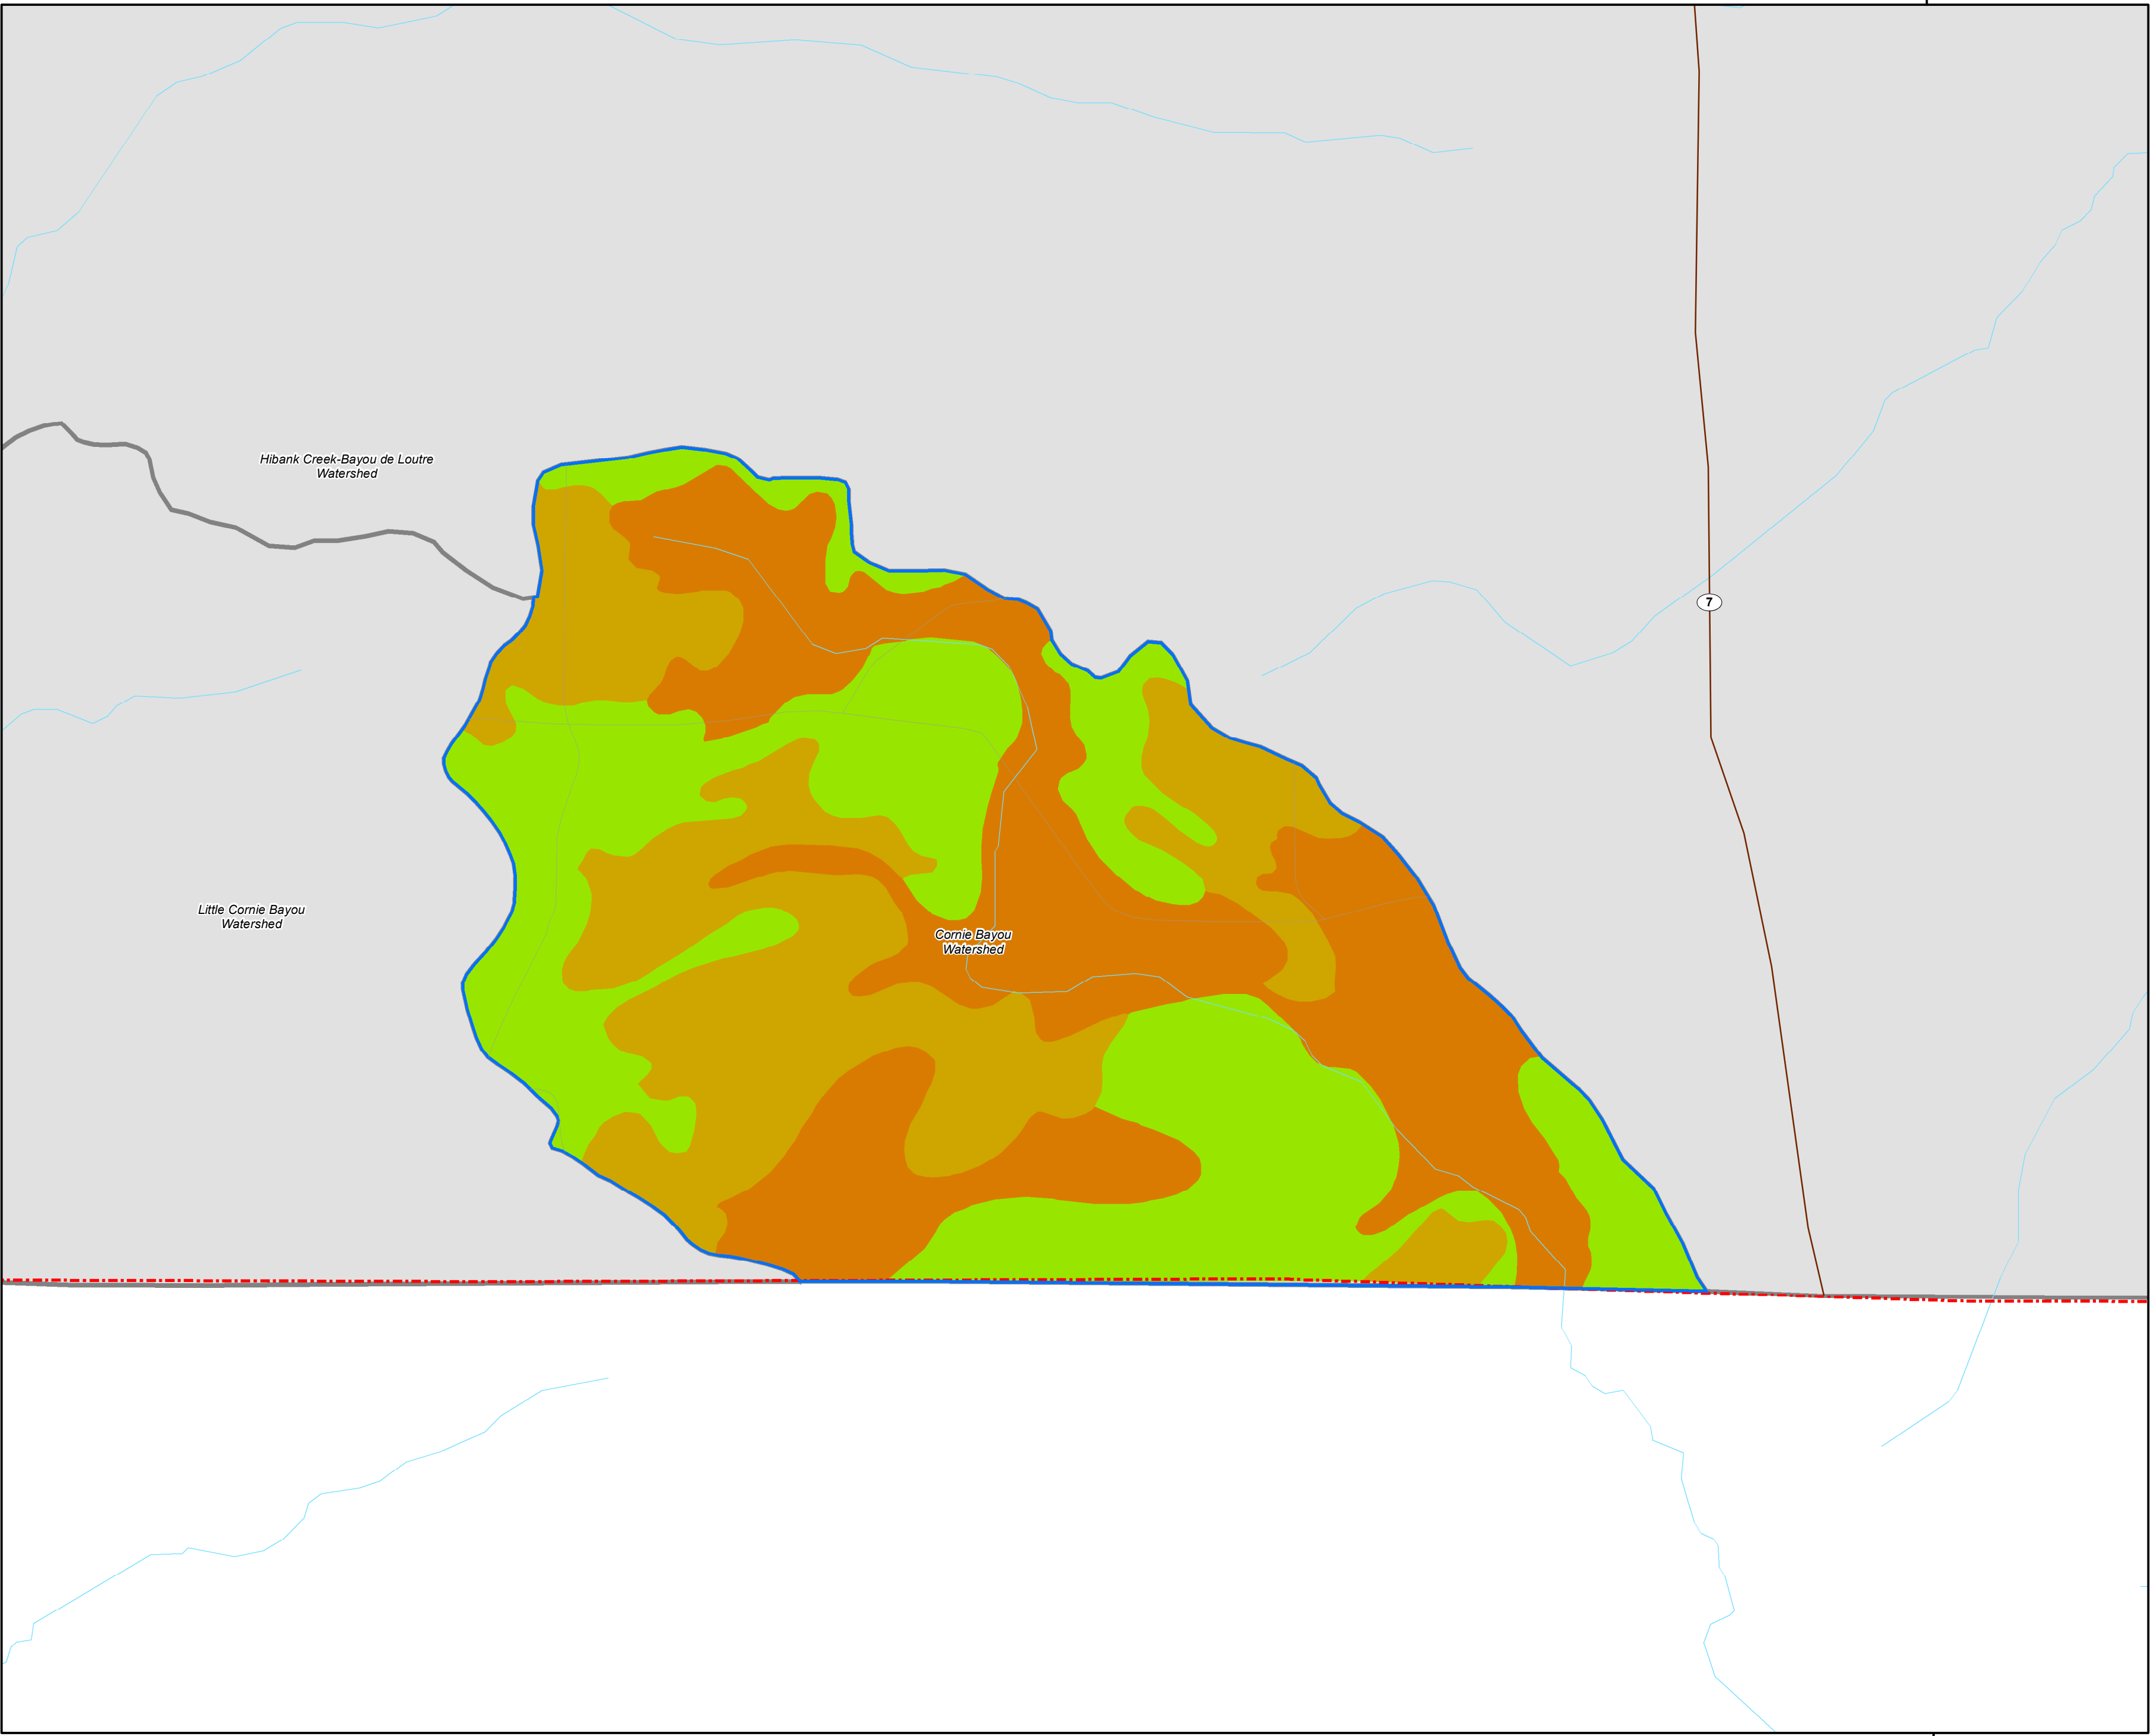 Hibank Creek-Bayou de Loutre
Watershed
7
Little Cornie Bayou
Watershed
Cornie Bayou
Watershed